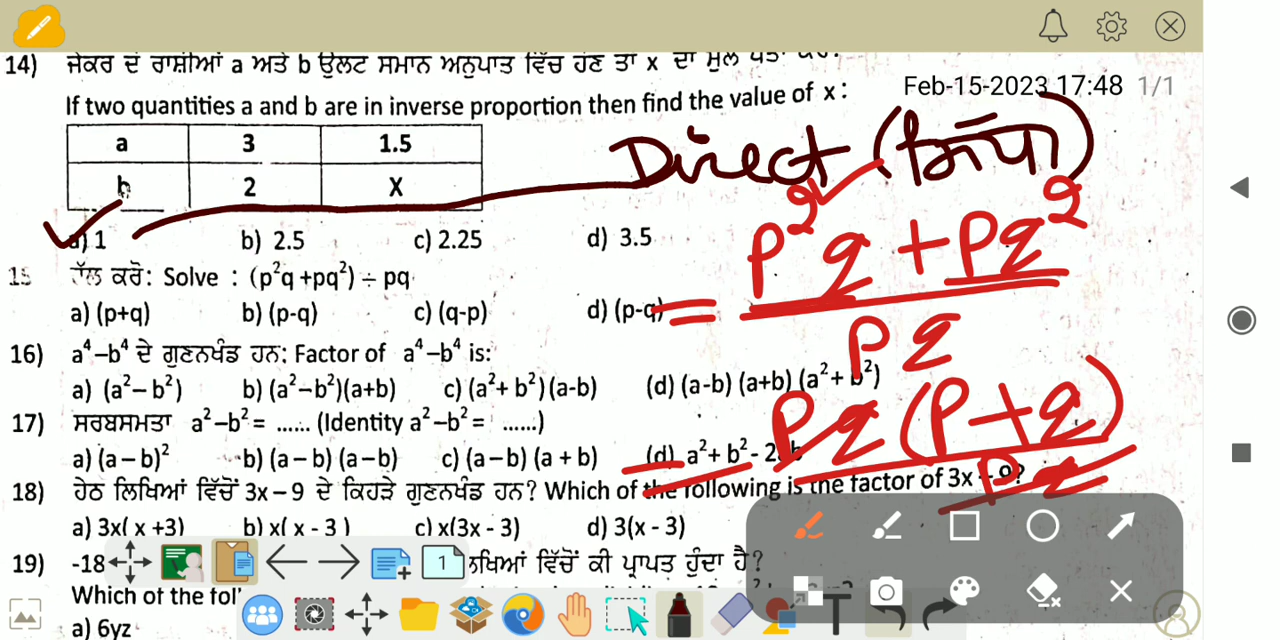 14) ਜੇਕਰ ਦੋ ਰਾਸ਼ੀਆਂ a ਅਤੇ b ਉਲਟ ਸਮਾਨ ਅਨੁਪਾਤ ਵਿੱਚ ਹੋਣ ਤਾਂ x ਦਾ ਮੁੱਲ ਪਤਾ ਕਰੋ:
Feb-15-2023 17:48 1/1
If two quantities a and b are in inverse proportion then find the value of x:
a 3 1.5
b 2 X
Direct (ਸਿੱਧਾ)
a) 1 b) 2.5 c) 2.25 d) 3.5
15 ਹੱਲ ਕਰੋ: Solve : (p²q +pq²) ÷ pq
= p²q + pq²
pq
a) (p+q) b) (p-q) c) (q-p) d) (p-q)
16) a⁴–b⁴ ਦੇ ਗੁਣਨਖੰਡ ਹਨ: Factor of a⁴–b⁴ is:
a) (a²– b²) b) (a²–b²)(a+b) c) (a²+ b²)(a-b) (d) (a-b) (a+b) (a²+ b²)
pq(p+q)
pq
17) ਸਰਬਸਮਤਾ a²–b²= ...... (Identity a²–b²= ......)
a) (a – b)² b) (a – b) (a – b) c) (a – b) (a + b) (d) a²+ b² - 2ab
18) ਹੇਠ ਲਿਖਿਆਂ ਵਿੱਚੋਂ 3x – 9 ਦੇ ਕਿਹੜੇ ਗੁਣਨਖੰਡ ਹਨ? Which of the following is the factor of 3x – 9?
a) 3x( x +3) b) x( x - 3 ) c) x(3x - 3) d) 3(x - 3)
19) -18 ਲਿਖਿਆਂ ਵਿੱਚੋਂ ਕੀ ਪ੍ਰਾਪਤ ਹੁੰਦਾ ਹੈ?
1
Which of the fol
a) 6yz
T